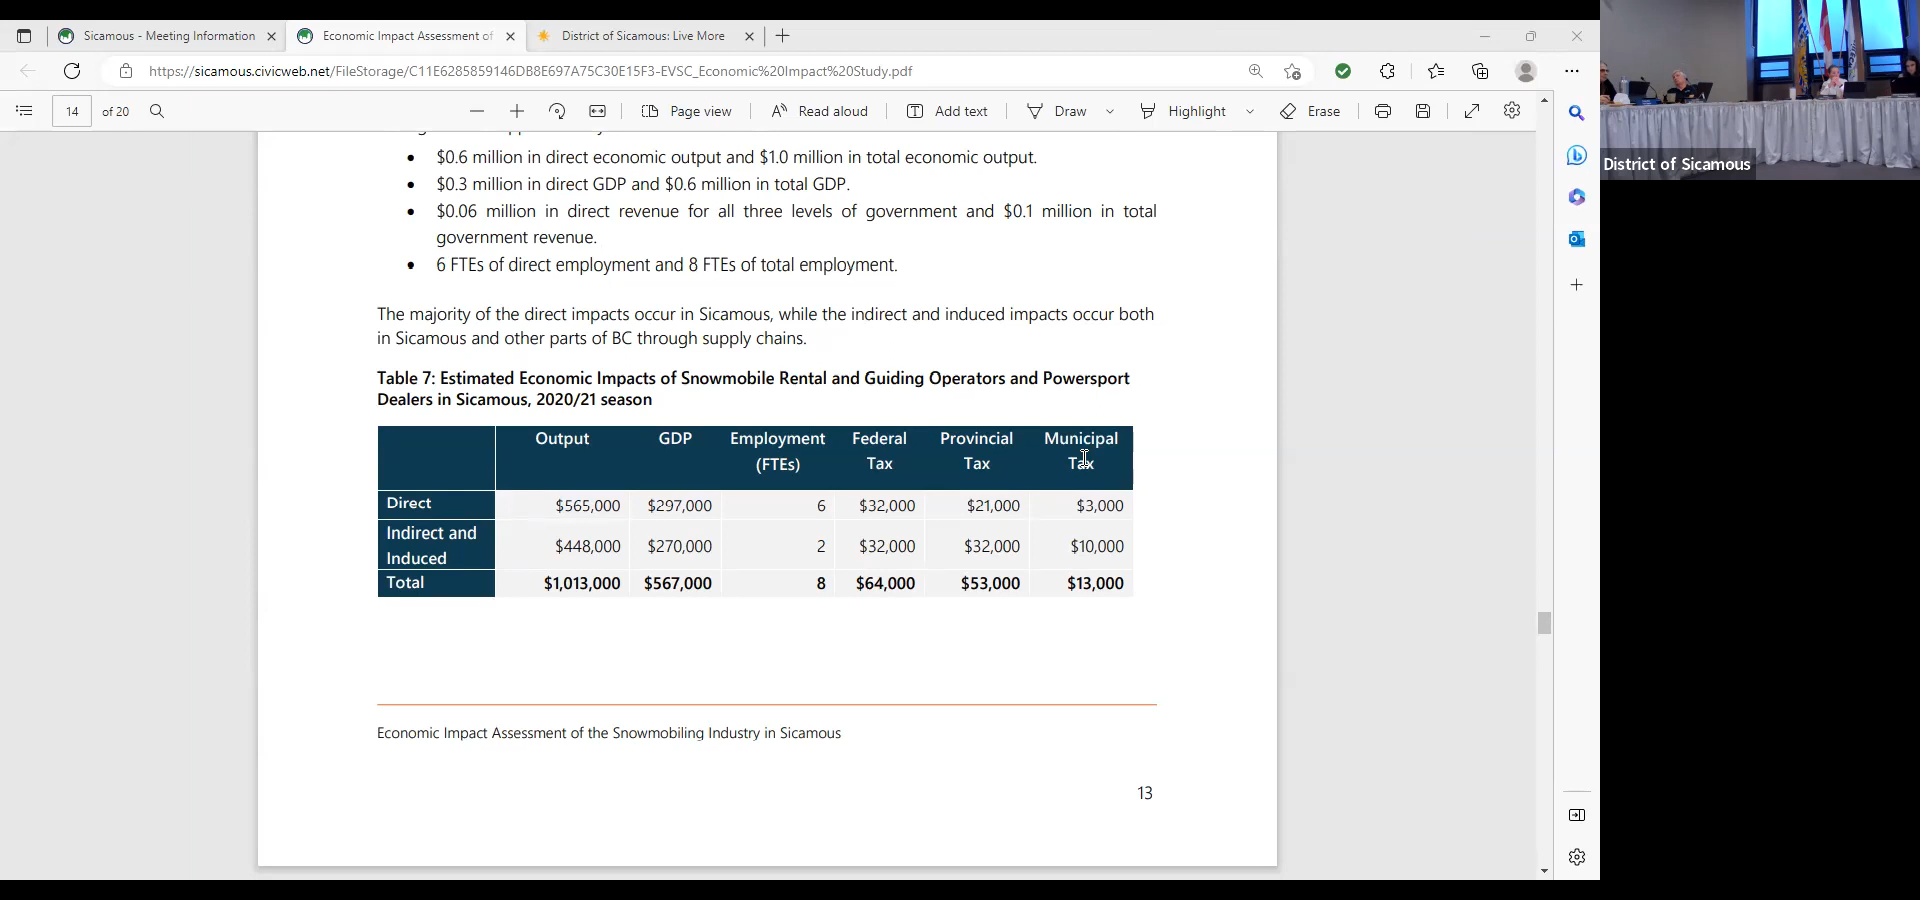 Sicamous - Meeting Information
Economic Impact Assessment of
District of Sicamous: Live More
https://sicamous.civicweb.net/FileStorage/C11E6285859146DB8E697A75C30E15F3-EVSC_Economic%20Impact%20Study.pdf
14 of 20
Page view
Read aloud
Add text
Draw
Highlight
Erase
• $0.6 million in direct economic output and $1.0 million in total economic output.
• $0.3 million in direct GDP and $0.6 million in total GDP.
• $0.06 million in direct revenue for all three levels of government and $0.1 million in total
government revenue.
• 6 FTEs of direct employment and 8 FTEs of total employment.
The majority of the direct impacts occur in Sicamous, while the indirect and induced impacts occur both
in Sicamous and other parts of BC through supply chains.
Table 7: Estimated Economic Impacts of Snowmobile Rental and Guiding Operators and Powersport
Dealers in Sicamous, 2020/21 season
Output GDP Employment Federal Provincial Municipal
(FTEs) Tax Tax Tax
Direct $565,000 $297,000 6 $32,000 $21,000 $3,000
Indirect and
Induced $448,000 $270,000 2 $32,000 $32,000 $10,000
Total $1,013,000 $567,000 8 $64,000 $53,000 $13,000
Economic Impact Assessment of the Snowmobiling Industry in Sicamous
13
District of Sicamous